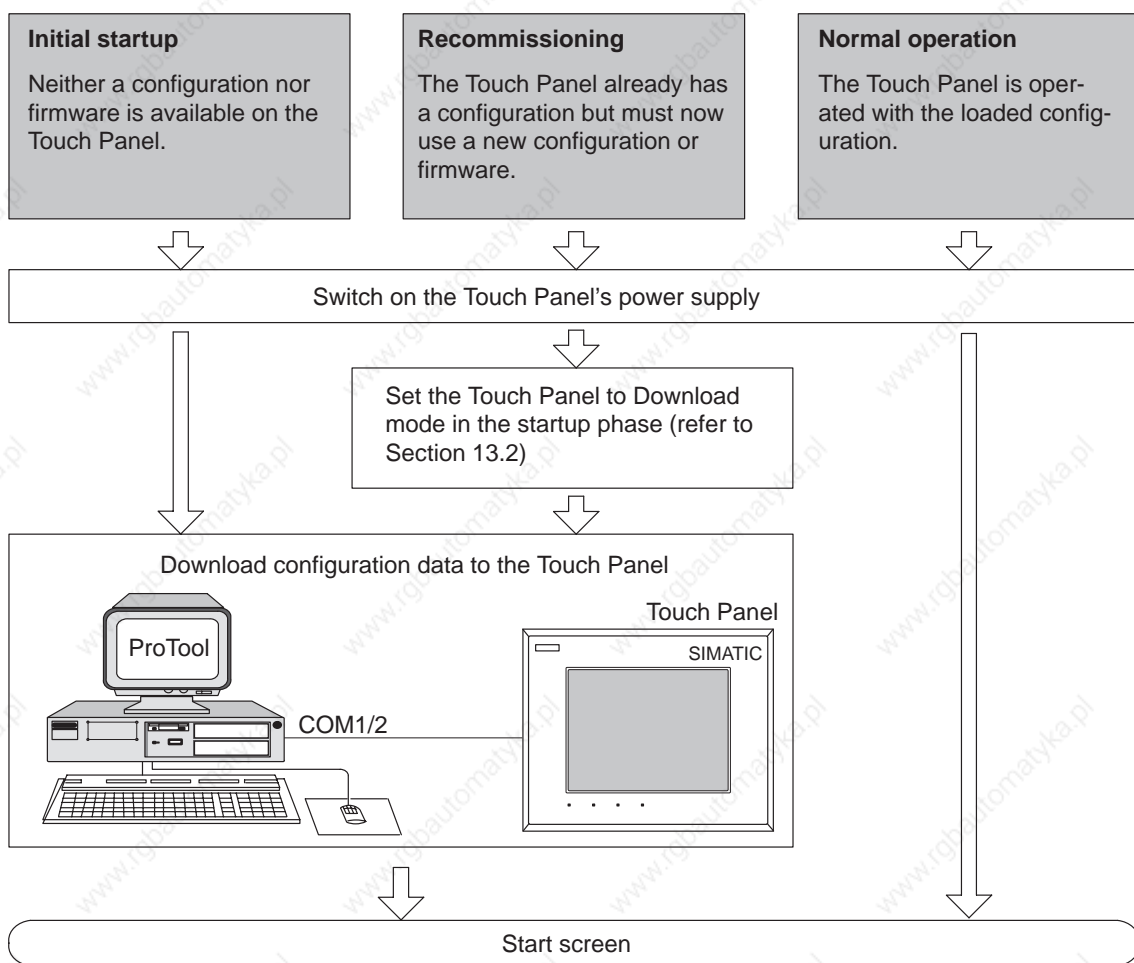 Initial startup
Neither a configuration nor
firmware is available on the
Touch Panel.
Recommissioning
The Touch Panel already has
a configuration but must now
use a new configuration or
firmware.
Normal operation
The Touch Panel is oper-
ated with the loaded config-
uration.
Switch on the Touch Panel's power supply
Set the Touch Panel to Download
mode in the startup phase (refer to
Section 13.2)
Download configuration data to the Touch Panel
ProTool
COM1/2
Touch Panel
SIMATIC
Start screen
www.rgbautomatyka.pl